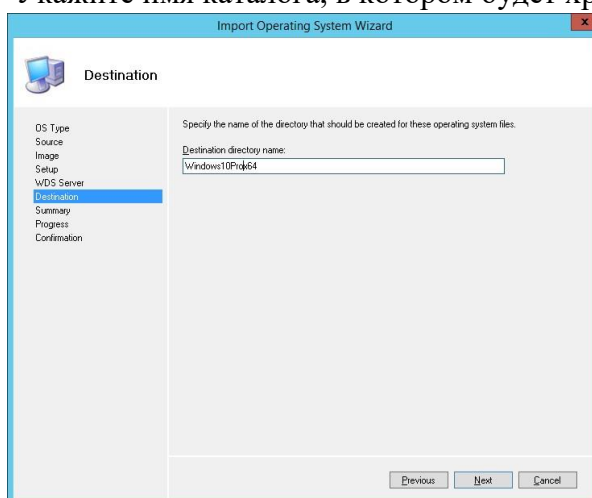 Укажите имя каталога, в котором будет хр
Import Operating System Wizard
x
Destination
OS Type
Source
Image
Setup
WDS Server
Destination
Summary
Progress
Confirmation
Specify the name of the directory that should be created for these operating system files.
Destination directory name:
Windows10Prox64
Previous Next Cancel